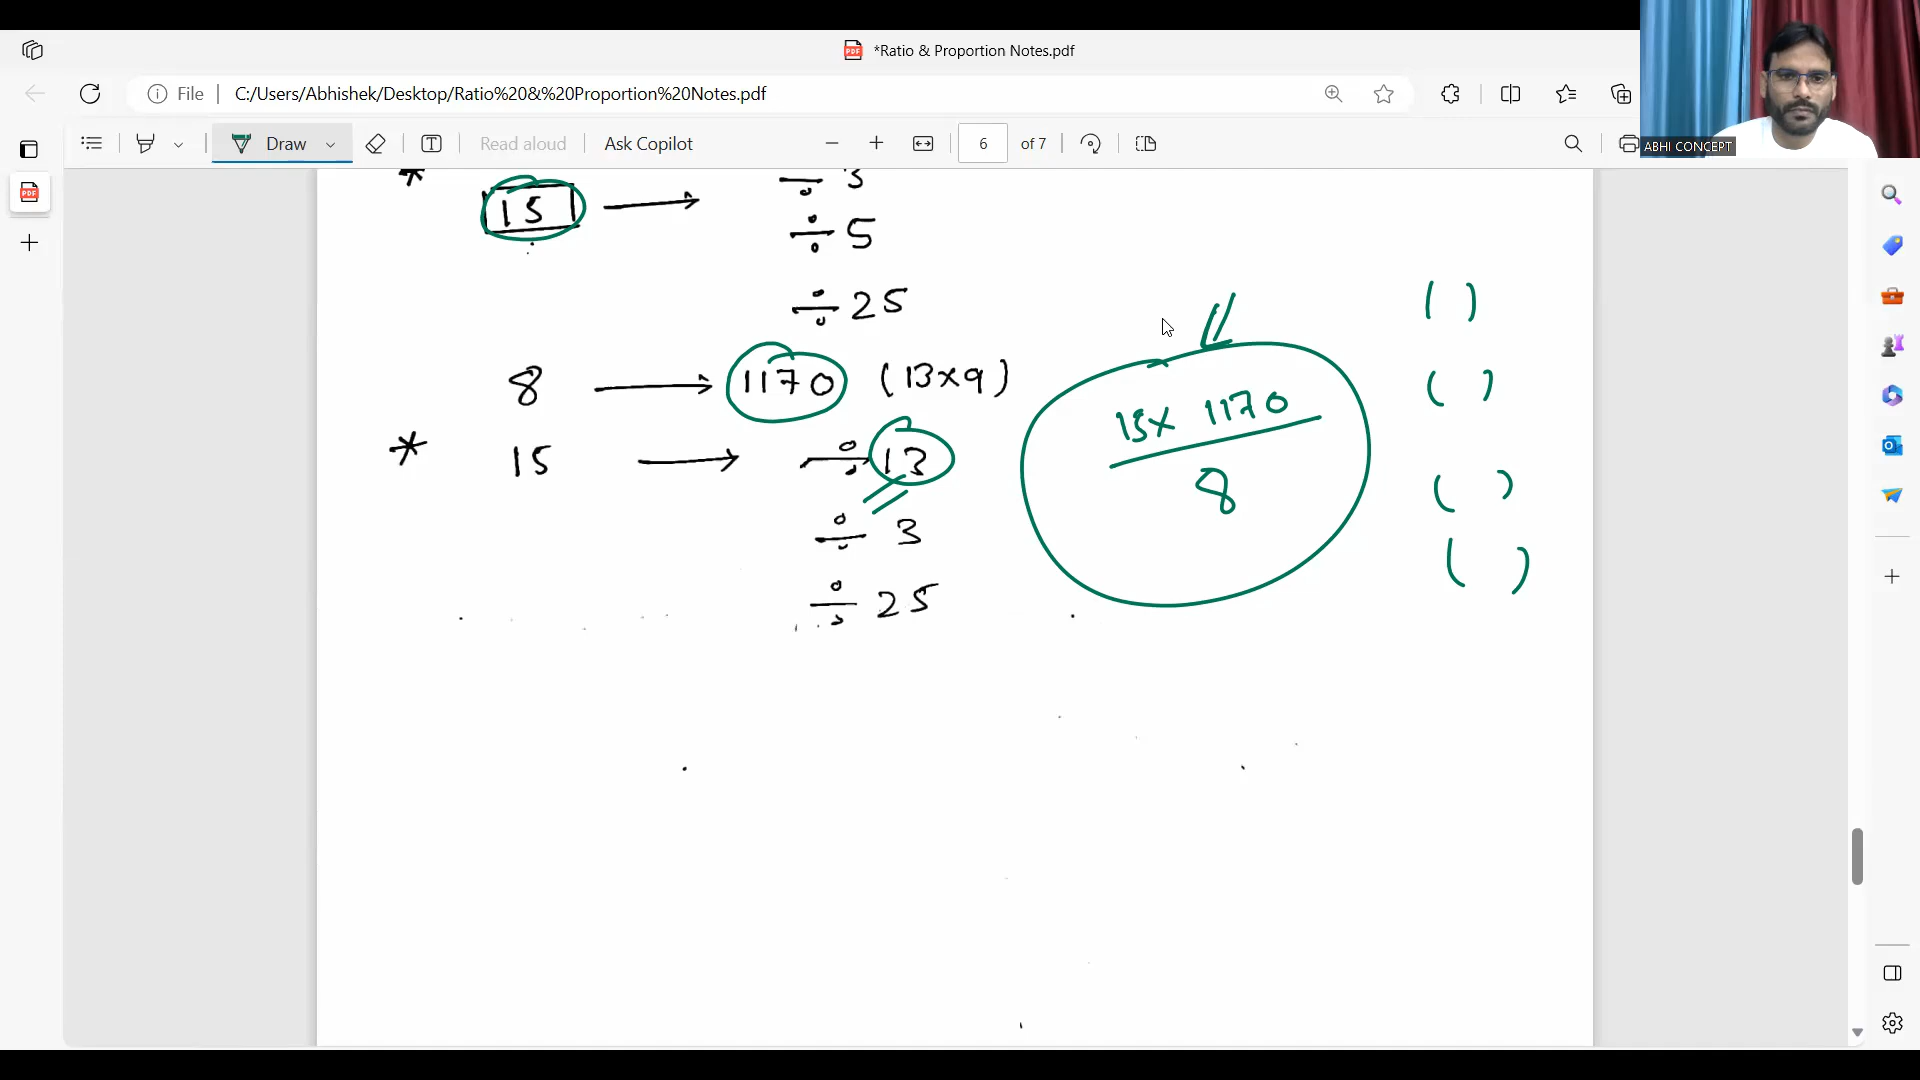 *Ratio & Proportion Notes.pdf
File | C:/Users/Abhishek/Desktop/Ratio%20&%20Proportion%20Notes.pdf
Draw
Read aloud
Ask Copilot
6 of 7
ABHI CONCEPT
* ÷ 3
15 → ÷ 5
÷ 25
( )
8 → 1170 (13×9) ( )
15 × 1170
* 15 → ÷ 13
8 ( )
÷ 3
( )
÷ 25